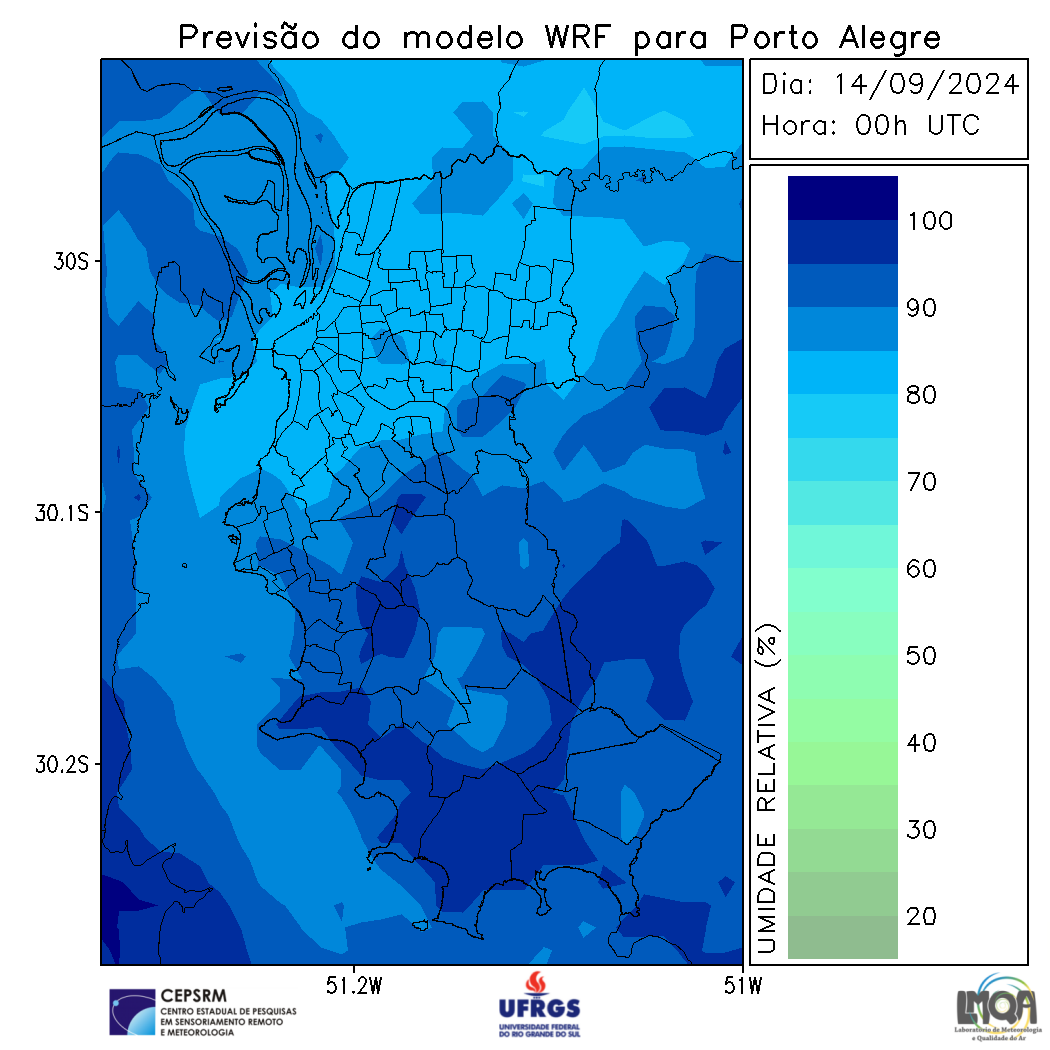 Previsão do modelo WRF para Porto Alegre
Dia: 14/09/2024
Hora: 00h UTC
30S
30.1S
30.2S
51.2W
51W
100
90
80
70
60
50
40
30
20
UMIDADE RELATIVA (%)
CEPSRM
CENTRO ESTADUAL DE PESQUISAS
EM SENSORIAMENTO REMOTO
E METEOROLOGIA
UFRGS
UNIVERSIDADE FEDERAL
DO RIO GRANDE DO SUL
LMQA
Laboratório de Meteorologia
e Qualidade do Ar